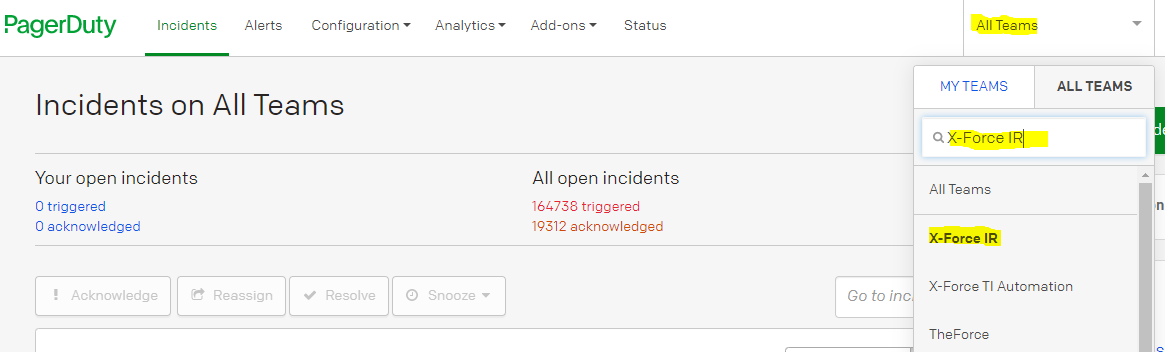 PagerDuty Incidents Alerts Configuration Analytics Add-ons Status All Teams
MY TEAMS ALL TEAMS
Incidents on All Teams
X-Force IR
Your open incidents All open incidents
All Teams
0 triggered 164738 triggered
0 acknowledged 19312 acknowledged
X-Force IR
X-Force TI Automation
Acknowledge Reassign Resolve Snooze Go to
TheForce